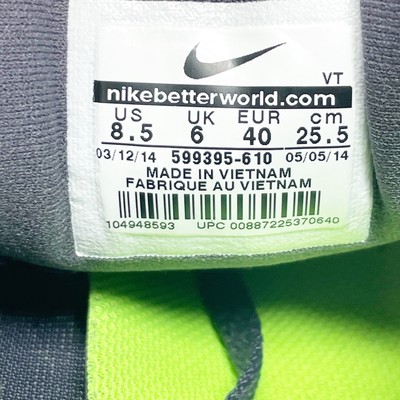 VT
nikebetterworld.com
US UK EUR cm
8.5 6 40 25.5
03/12/14 599395-610 05/05/14
MADE IN VIETNAM
FABRIQUE AU VIETNAM
104948593 UPC 00887225370640